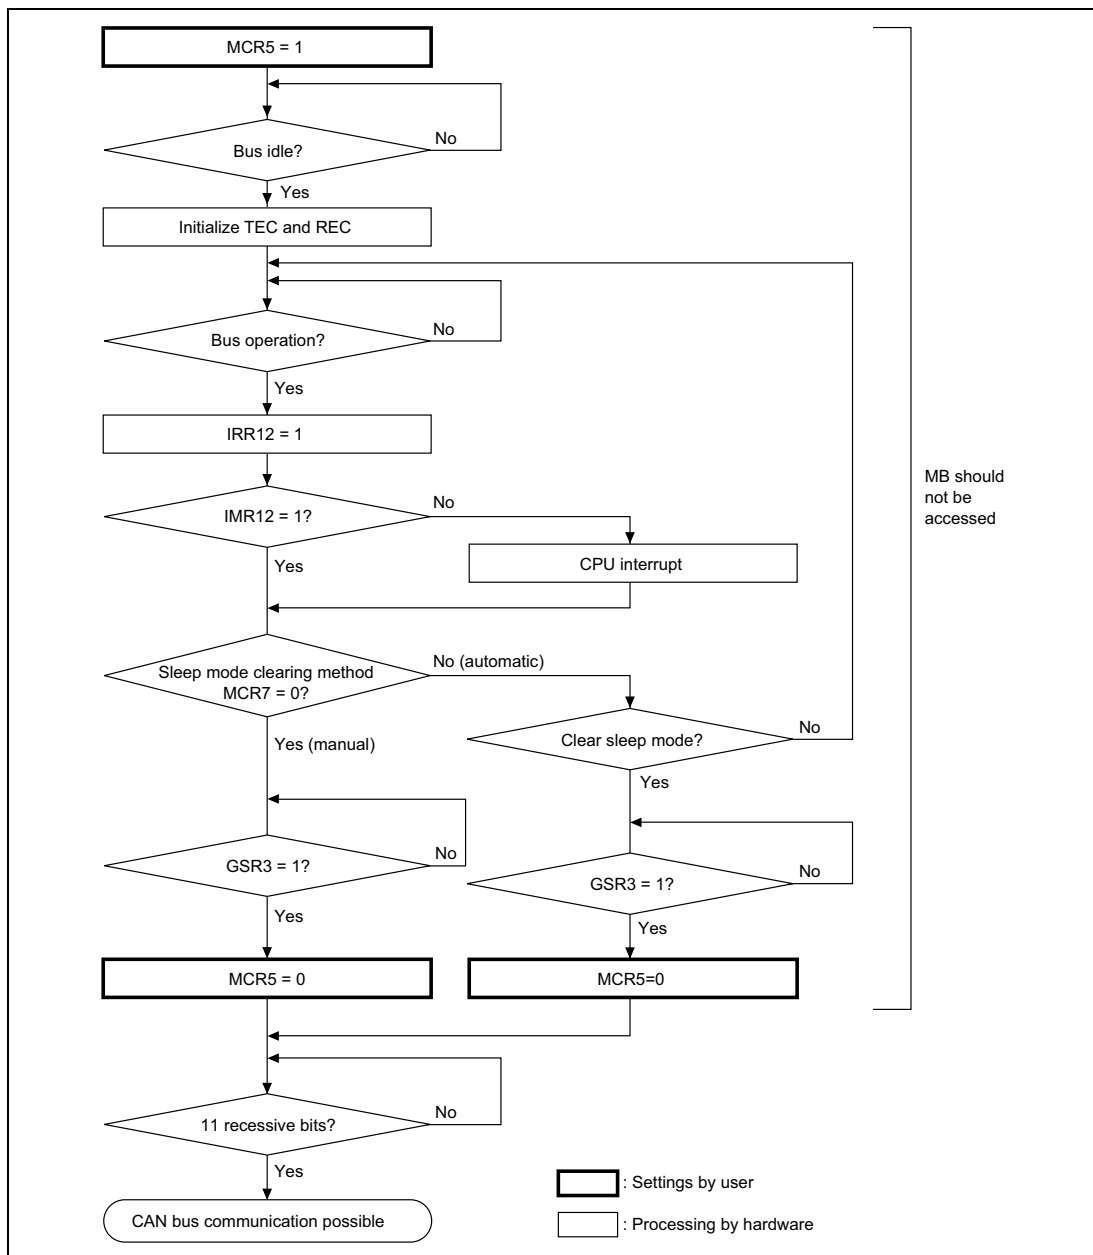 MCR5 = 1
Bus idle?
No
Yes
Initialize TEC and REC
Bus operation?
No
Yes
IRR12 = 1
IMR12 = 1?
No
Yes
CPU interrupt
MB should
not be
accessed
Sleep mode clearing method
MCR7 = 0?
No (automatic)
Yes (manual)
Clear sleep mode?
No
Yes
GSR3 = 1?
No
Yes
GSR3 = 1?
No
Yes
MCR5 = 0
MCR5=0
11 recessive bits?
No
Yes
CAN bus communication possible
: Settings by user
: Processing by hardware